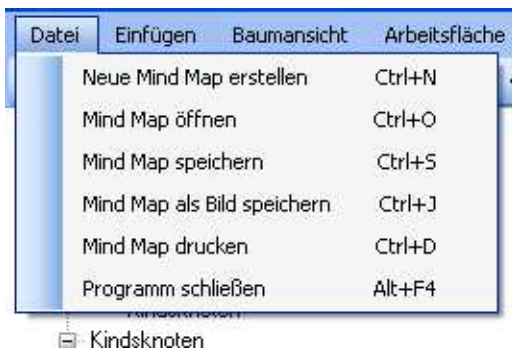 Datei Einfügen Baumansicht Arbeitsfläche
Neue Mind Map erstellen Ctrl+N
Mind Map öffnen Ctrl+O
Mind Map speichern Ctrl+S
Mind Map als Bild speichern Ctrl+J
Mind Map drucken Ctrl+D
Programm schließen Alt+F4
Kindsknoten
Kindsknoten